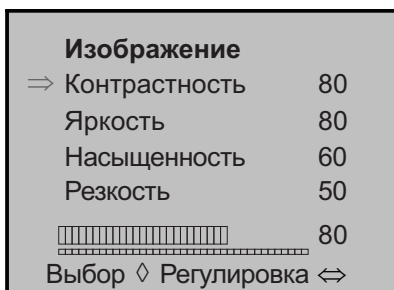 Изображение
⇒ Контрастность 80
Яркость 80
Насыщенность 60
Резкость 50
80
Выбор ◊ Регулировка ⇔